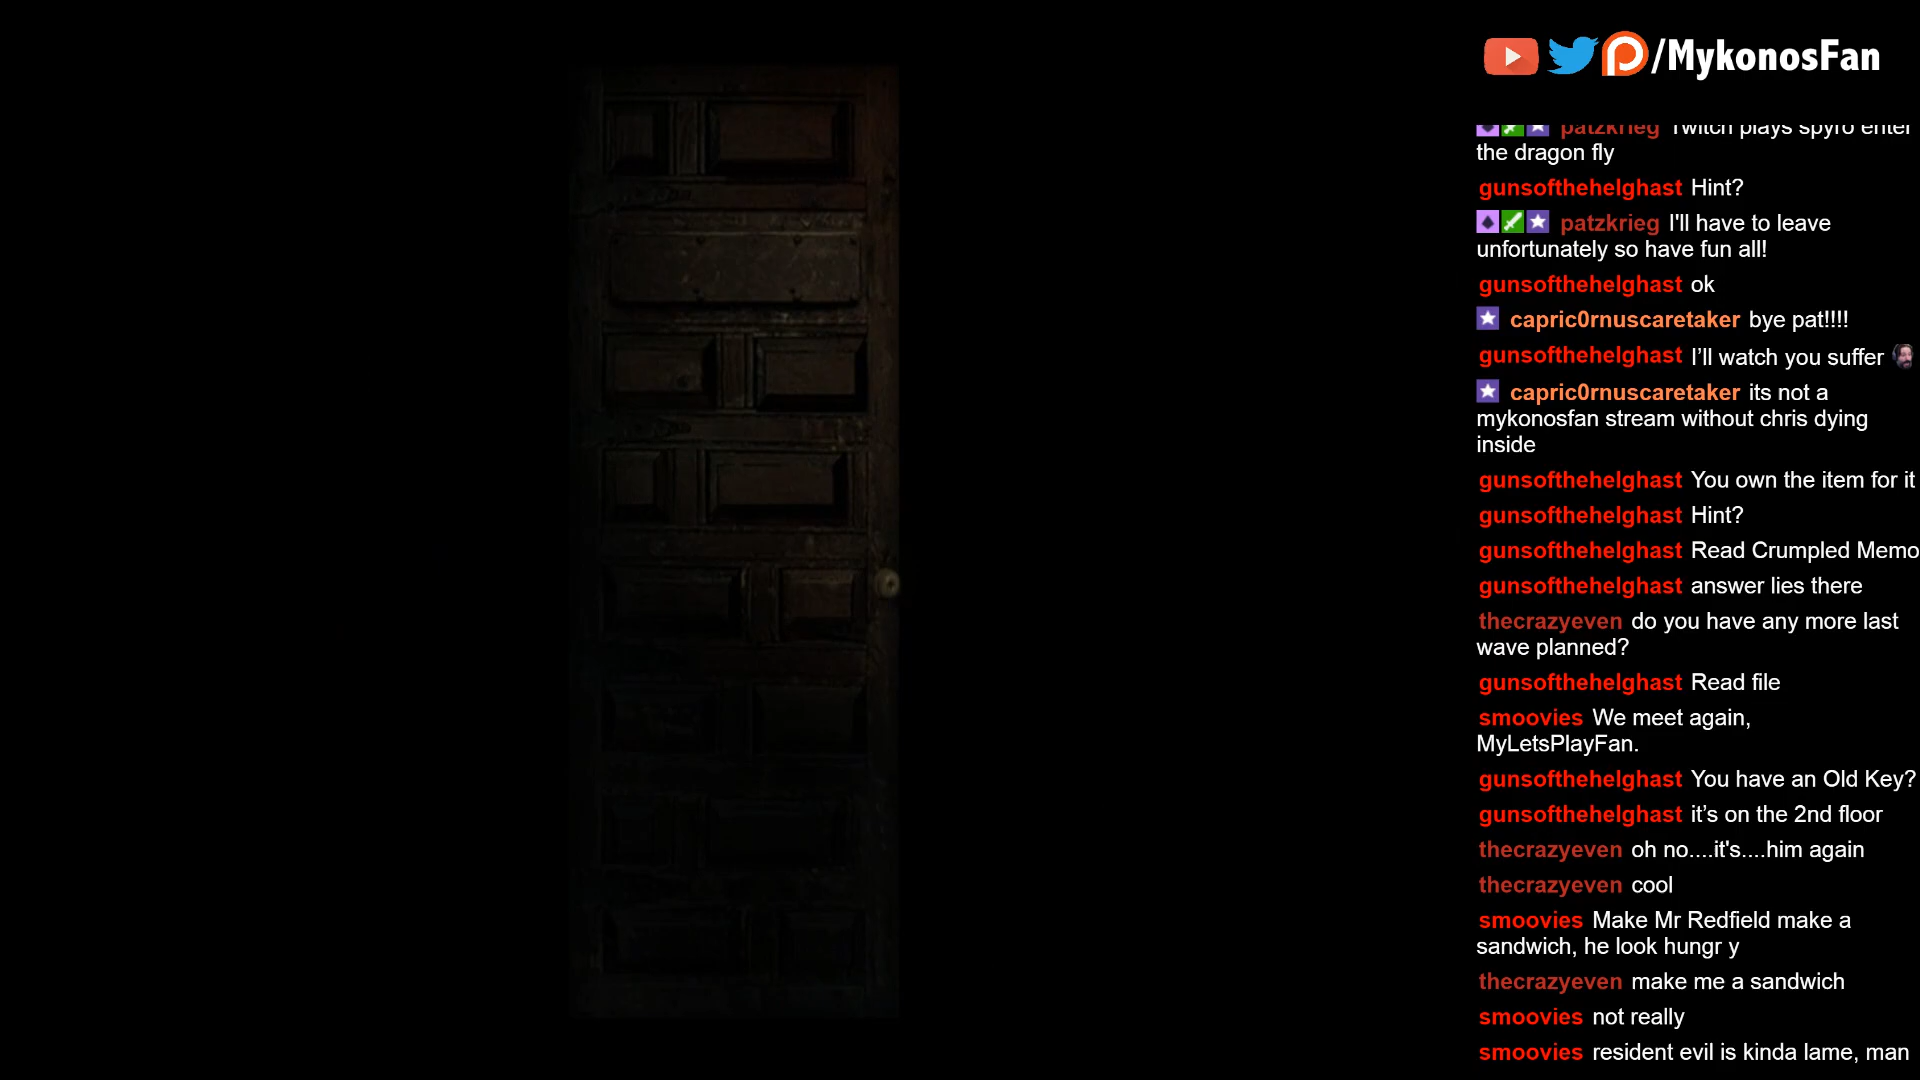 /MykonosFan
patzkrieg Twitch plays spyro enter
the dragon fly
gunsofthehelghast Hint?
patzkrieg I'll have to leave
unfortunately so have fun all!
gunsofthehelghast ok
capric0rnuscaretaker bye pat!!!!
gunsofthehelghast I’ll watch you suffer
capric0rnuscaretaker its not a
mykonosfan stream without chris dying
inside
gunsofthehelghast You own the item for it
gunsofthehelghast Hint?
gunsofthehelghast Read Crumpled Memo
gunsofthehelghast answer lies there
thecrazyeven do you have any more last
wave planned?
gunsofthehelghast Read file
smoovies We meet again,
MyLetsPlayFan.
gunsofthehelghast You have an Old Key?
gunsofthehelghast it’s on the 2nd floor
thecrazyeven oh no....it's....him again
thecrazyeven cool
smoovies Make Mr Redfield make a
sandwich, he look hungr y
thecrazyeven make me a sandwich
smoovies not really
smoovies resident evil is kinda lame, man